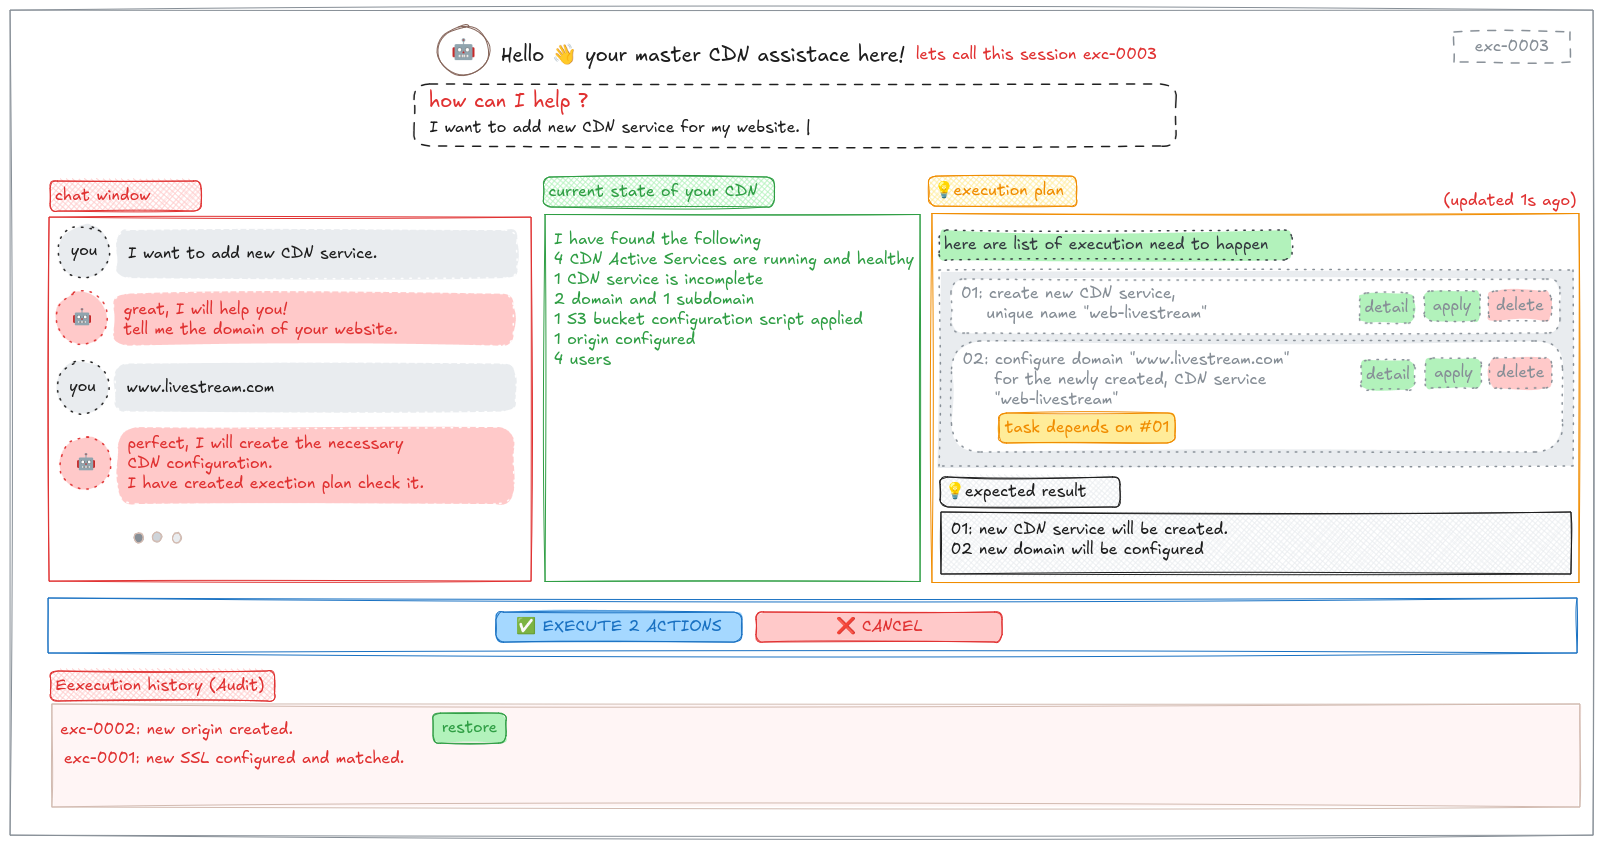 Hello 👋 your master CDN assistace here!
lets call this session exc-0003
exc-0003
how can I help ?
I want to add new CDN service for my website. |
chat window
you
I want to add new CDN service.
great, I will help you!
tell me the domain of your website.
you
www.livestream.com
perfect, I will create the necessary
CDN configuration.
I have created exection plan check it.
current state of your CDN
I have found the following
4 CDN Active Services are running and healthy
1 CDN service is incomplete
2 domain and 1 subdomain
1 S3 bucket configuration script applied
1 origin configured
4 users
💡execution plan
(updated 1s ago)
here are list of execution need to happen
01: create new CDN service,
unique name "web-livestream"
detail
apply
delete
02: configure domain "www.livestream.com"
for the newly created, CDN service
"web-livestream"
detail
apply
delete
task depends on #01
💡expected result
01: new CDN service will be created.
02 new domain will be configured
✅ EXECUTE 2 ACTIONS
❌ CANCEL
Eexecution history (Audit)
exc-0002: new origin created.
restore
exc-0001: new SSL configured and matched.